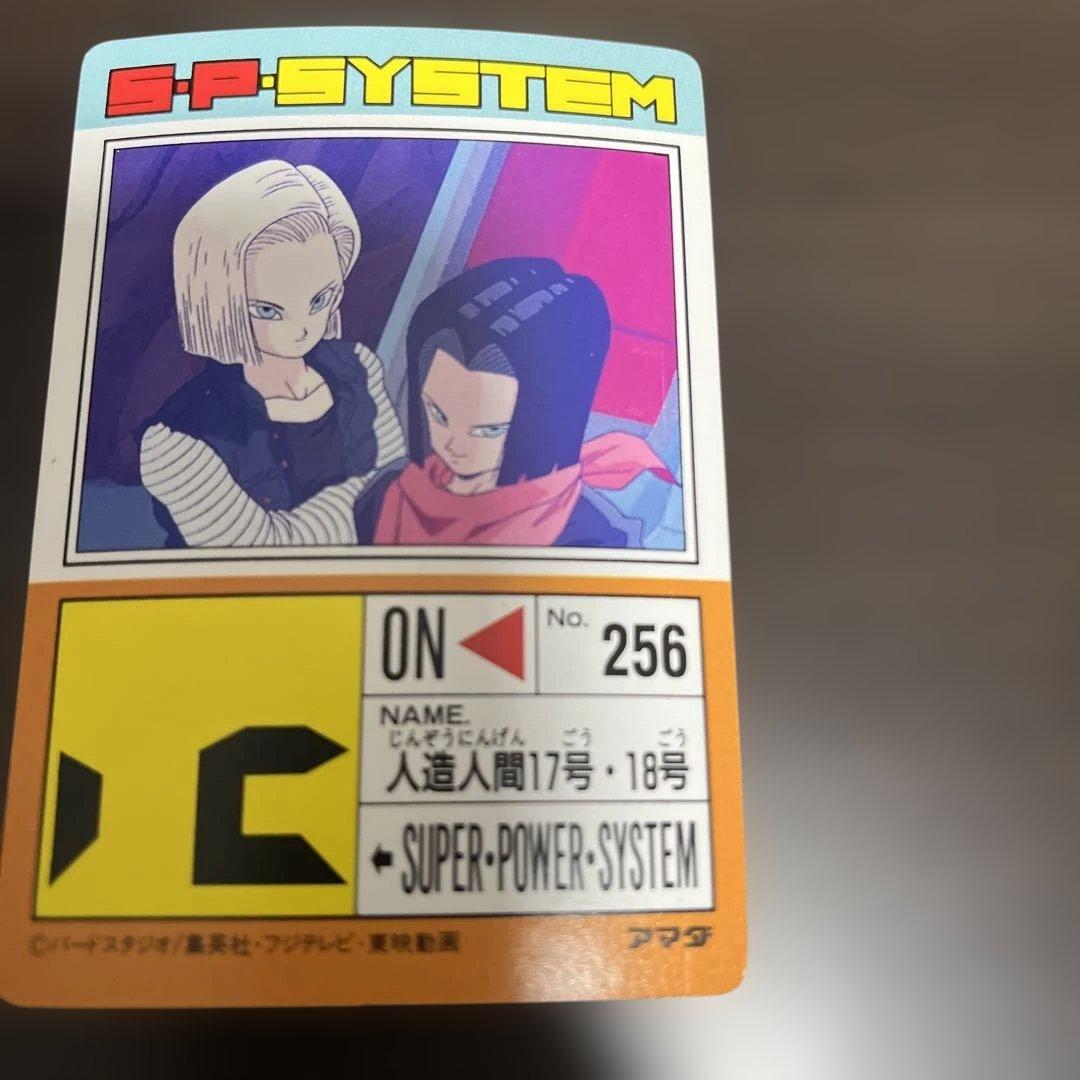 S·P·SYSTEM
ON
No. 256
NAME.
じんぞうにんげん ごう ごう
人造人間17号・18号
SUPER・POWER・SYSTEM
©バードスタジオ/集英社・フジテレビ・東映動画
アマダ